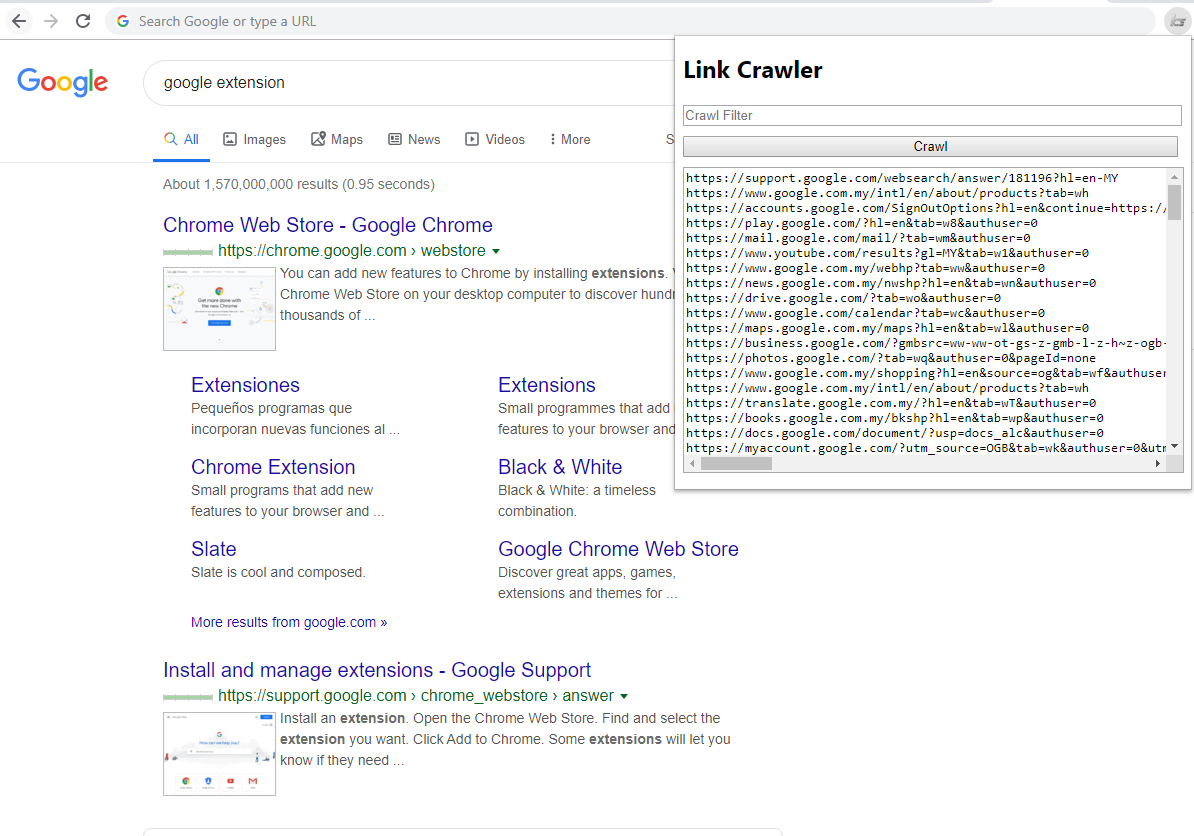 Search Google or type a URL
Google
google extension
All
Images
Maps
News
Videos
More
S
About 1,570,000,000 results (0.95 seconds)
Chrome Web Store - Google Chrome
https://chrome.google.com › webstore
Get more done with
the new Chrome
You can add new features to Chrome by installing extensions.
Chrome Web Store on your desktop computer to discover hundr
thousands of ...
Extensiones
Pequeños programas que
incorporan nuevas funciones al ...
Extensions
Small programmes that add
features to your browser and
Chrome Extension
Small programs that add new
features to your browser and ...
Black & White
Black & White: a timeless
combination.
Slate
Slate is cool and composed.
Google Chrome Web Store
Discover great apps, games,
extensions and themes for ...
More results from google.com »
Install and manage extensions - Google Support
https://support.google.com › chrome_webstore › answer
How can we help you?
Install an extension. Open the Chrome Web Store. Find and select the
extension you want. Click Add to Chrome. Some extensions will let you
know if they need ...
Link Crawler
Crawl Filter
Crawl
https://support.google.com/websearch/answer/181196?hl=en-MY
https://www.google.com.my/intl/en/about/products?tab=wh
https://accounts.google.com/SignOutOptions?hl=en&continue=https:/
https://play.google.com/?hl=en&tab=w8&authuser=0
https://mail.google.com/mail/?tab=wm&authuser=0
https://www.youtube.com/results?gl=MY&tab=w1&authuser=0
https://www.google.com.my/webhp?tab=ww&authuser=0
https://news.google.com.my/nwshp?hl=en&tab=wn&authuser=0
https://drive.google.com/?tab=wo&authuser=0
https://www.google.com/calendar?tab=wc&authuser=0
https://maps.google.com.my/maps?hl=en&tab=wl&authuser=0
https://business.google.com/?gmbsrc=ww-ww-ot-gs-z-gmb-l-z-h~z-ogb-
https://photos.google.com/?tab=wq&authuser=0&pageId=none
https://www.google.com.my/shopping?hl=en&source=og&tab=wf&authuser
https://www.google.com.my/intl/en/about/products?tab=wh
https://translate.google.com.my/?hl=en&tab=wT&authuser=0
https://books.google.com.my/bkshp?hl=en&tab=wp&authuser=0
https://docs.google.com/document/?usp=docs_alc&authuser=0
https://myaccount.google.com/?utm_source=OGB&tab=wk&authuser=0&utm